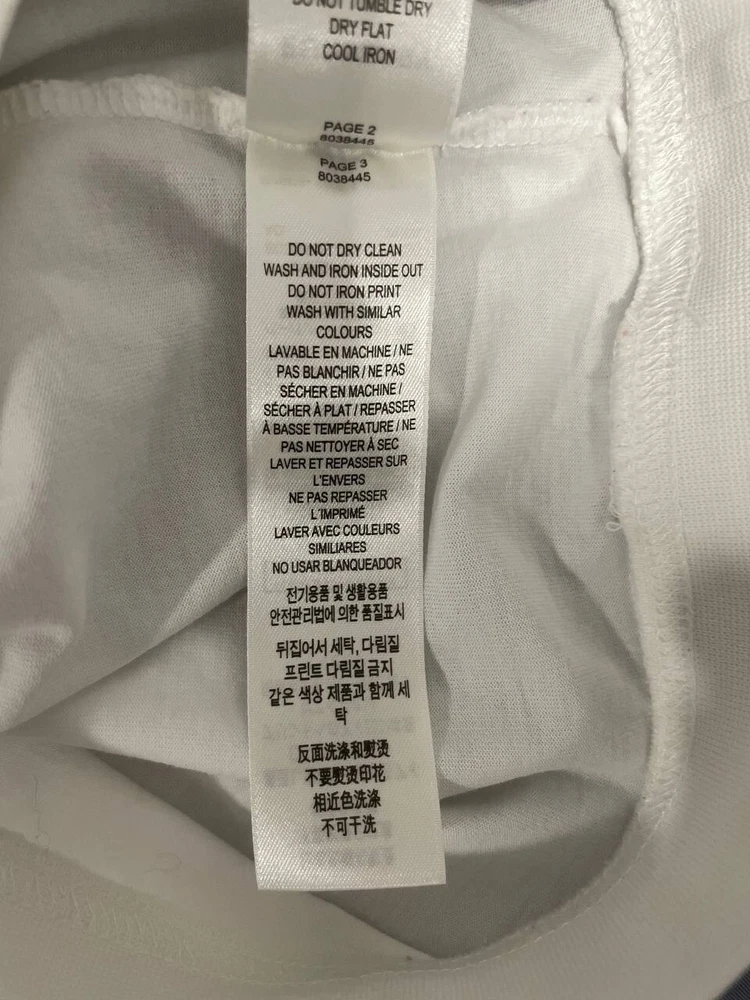 DO NOT TUMBLE DRY
DRY FLAT
COOL IRON
PAGE 2
8038445
PAGE 3
8038445
DO NOT DRY CLEAN
WASH AND IRON INSIDE OUT
DO NOT IRON PRINT
WASH WITH SIMILAR
COLOURS
LAVABLE EN MACHINE / NE
PAS BLANCHIR / NE PAS
SÉCHER EN MACHINE /
SÉCHER À PLAT / REPASSER
À BASSE TEMPÉRATURE / NE
PAS NETTOYER À SEC
LAVER ET REPASSER SUR
L'ENVERS
NE PAS REPASSER
L'IMPRIMÉ
LAVER AVEC COULEURS
SIMILIARES
NO USAR BLANQUEADOR
전기용품 및 생활용품
안전관리법에 의한 품질표시
뒤집어서 세탁, 다림질
프린트 다림질 금지
같은 색상 제품과 함께 세
탁
反面洗涤和熨烫
不要熨烫印花
相近色洗涤
不可干洗